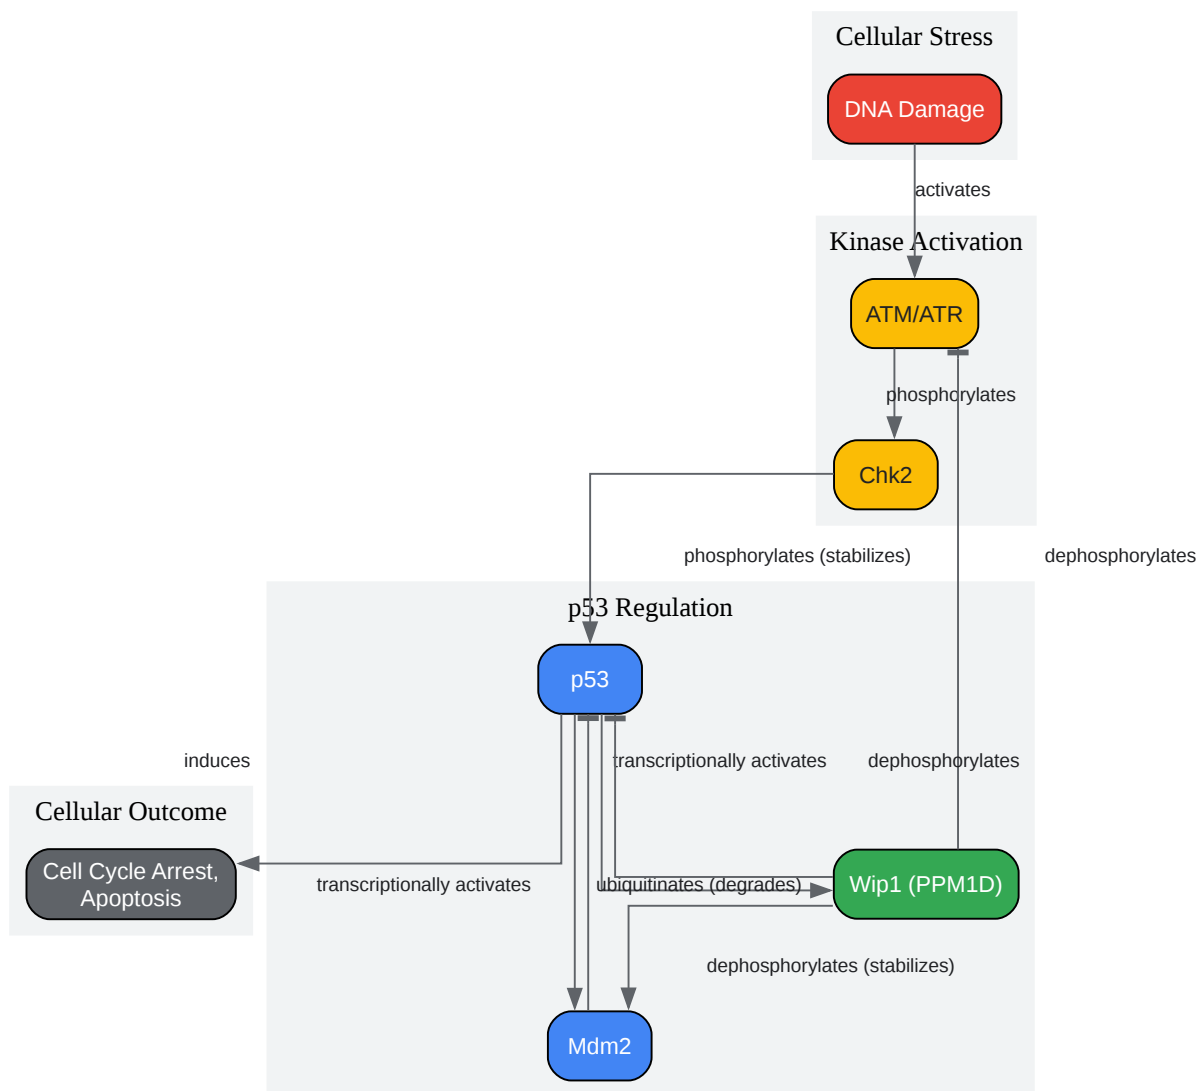 Cellular Stress
DNA Damage
activates
Kinase Activation
ATM/ATR
phosphorylates
Chk2
phosphorylates (stabilizes)
dephosphorylates
p53 Regulation
p53
induces
transcriptionally activates
dephosphorylates
Cellular Outcome
Cell Cycle Arrest,
Apoptosis
transcriptionally activates
ubiquitinates (degrades)
Wip1 (PPM1D)
dephosphorylates (stabilizes)
Mdm2